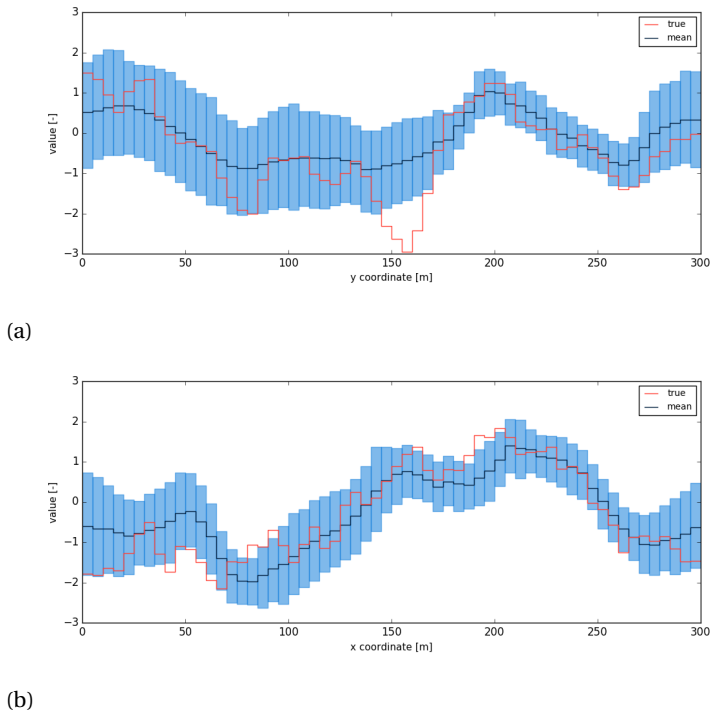 3
2
1
0
−1
−2
−3
value [-]
true
mean
0 50 100 150 200 250 300
y coordinate [m]
(a)
3
2
1
0
−1
−2
−3
value [-]
true
mean
0 50 100 150 200 250 300
x coordinate [m]
(b)